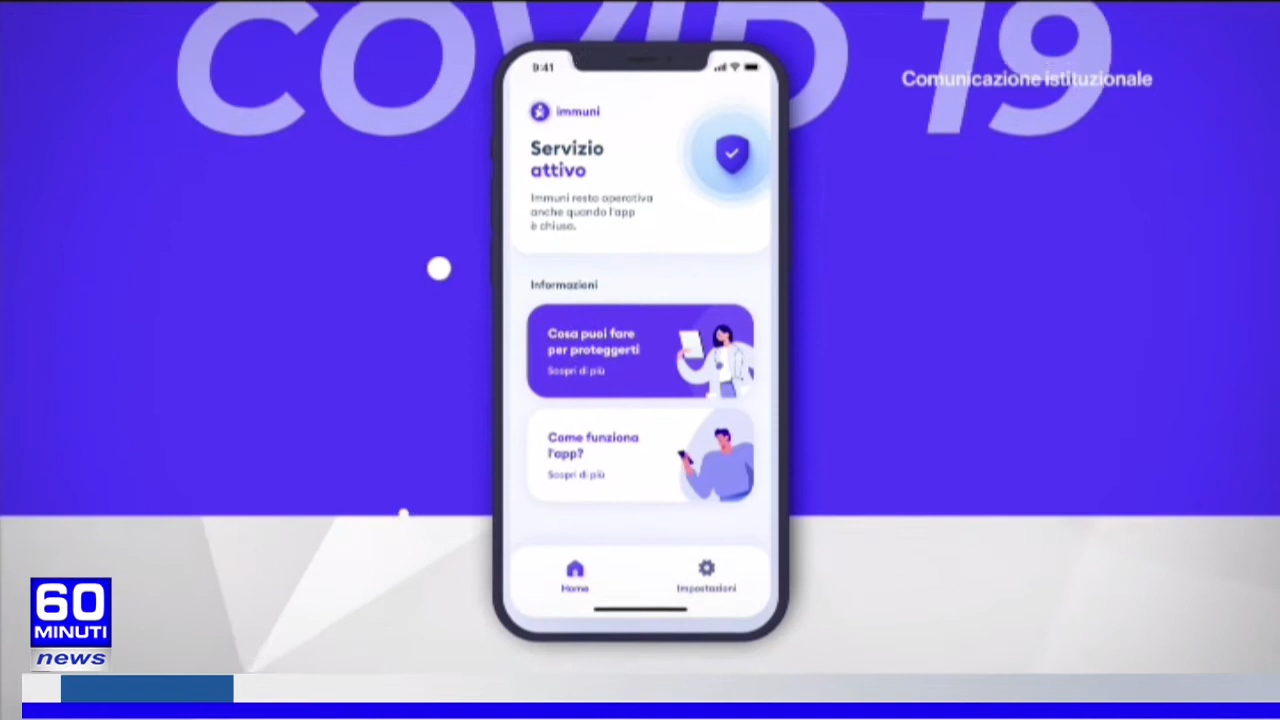 COVID 19
Comunicazione istituzionale
9:41
immuni
Servizio
attivo
Immuni resta operativa
anche quando l'app
è chiusa.
Informazioni
Cosa puoi fare
per proteggerti
Scopri di più
Come funziona
l'app?
Scopri di più
Home
Impostazioni
60
MINUTI
news